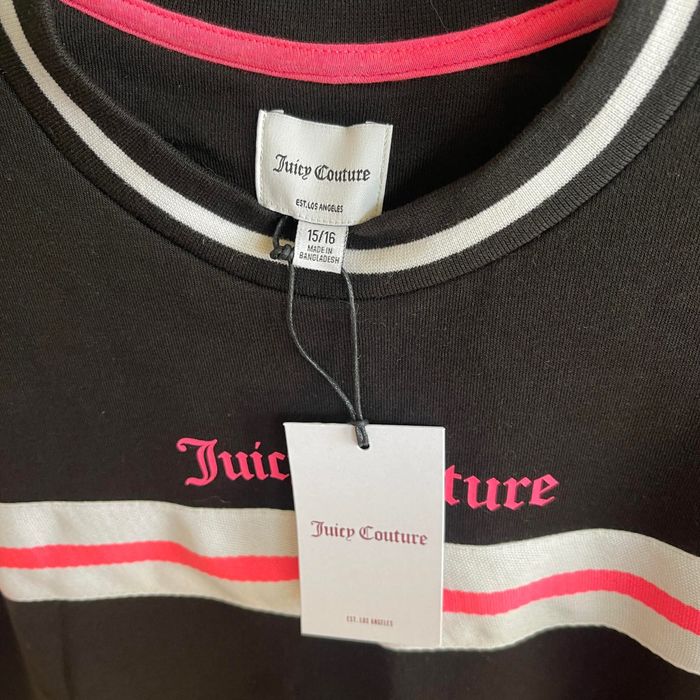 Juicy Couture
EST. LOS ANGELES
15/16
MADE IN
BANGLADESH
Juic ture
Juicy Couture
EST. LOS ANGELES